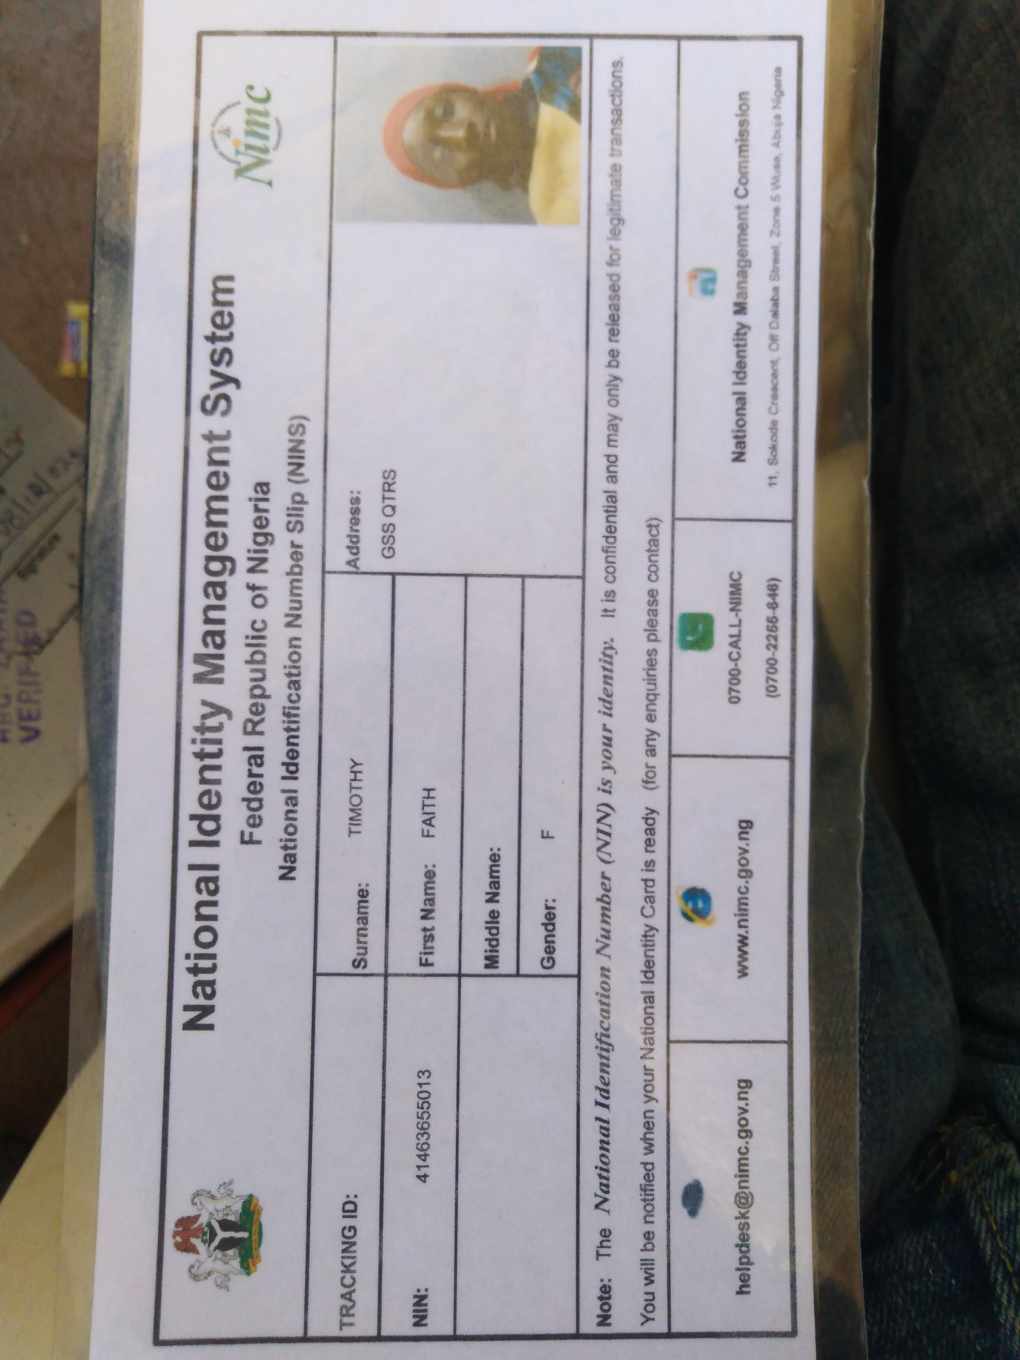 National Identity Management System
Federal Republic of Nigeria
National Identification Number Slip (NINS)
Nimc
TRACKING ID:
Surname: TIMOTHY
Address:
GSS QTRS
NIN: 41463655013
First Name: FAITH
Middle Name:
Gender: F
Note: The National Identification Number (NIN) is your identity. It is confidential and may only be released for legitimate transactions.
You will be notified when your National Identity Card is ready (for any enquiries please contact)
helpdesk@nimc.gov.ng
www.nimc.gov.ng
0700-CALL-NIMC
(0700-2255-646)
National Identity Management Commission
11, Sokode Crescent, Off Dalaba Street, Zone 5 Wuse, Abuja Nigeria
VERIFIED